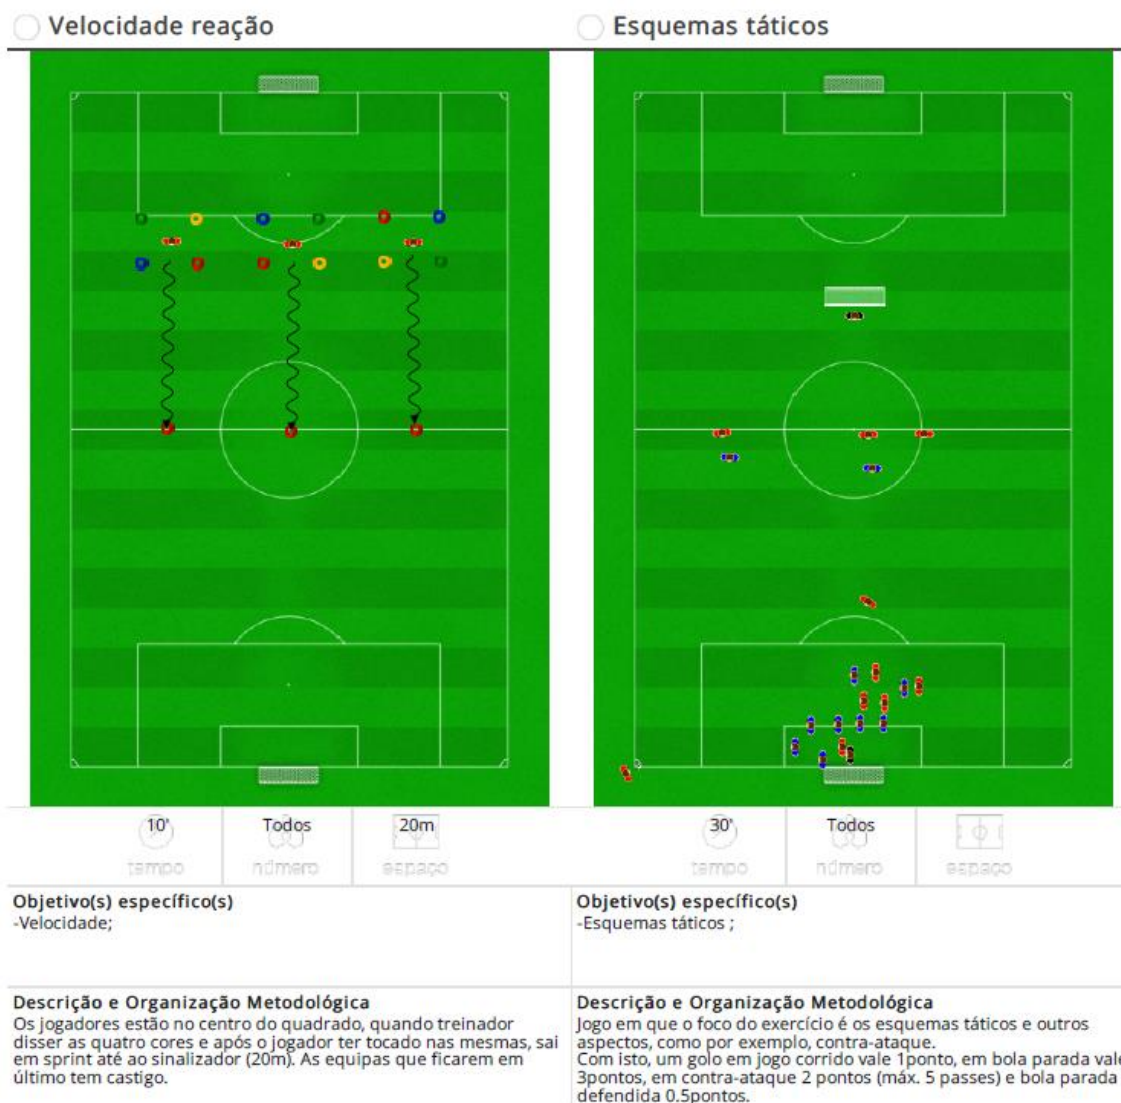 Velocidade reação
10' Todos 20m
tempo número espaço
Objetivo(s) específico(s)
-Velocidade;
Descrição e Organização Metodológica
Os jogadores estão no centro do quadrado, quando treinador
disser as quatro cores e após o jogador ter tocado nas mesmas, sai
em sprint até ao sinalizador (20m). As equipas que ficarem em
último tem castigo.
Esquemas táticos
30' Todos
tempo número espaço
Objetivo(s) específico(s)
-Esquemas táticos ;
Descrição e Organização Metodológica
Jogo em que o foco do exercício é os esquemas táticos e outros
aspectos, como por exemplo, contra-ataque.
Com isto, um golo em jogo corrido vale 1ponto, em bola parada vale
3pontos, em contra-ataque 2 pontos (máx. 5 passes) e bola parada
defendida 0.5pontos.